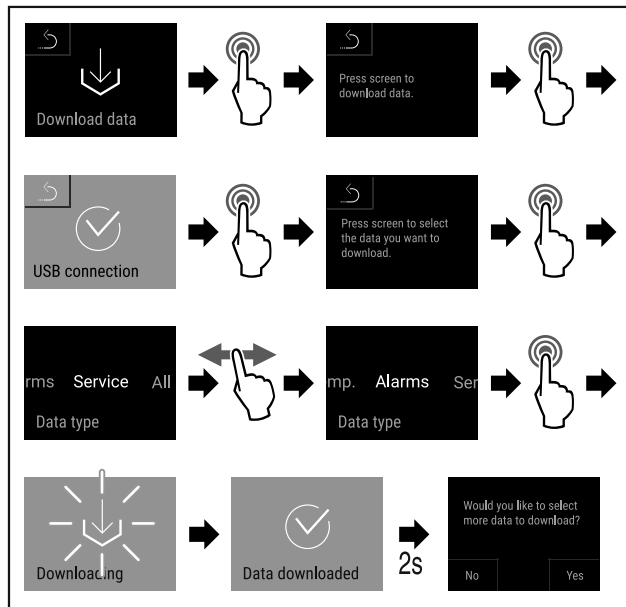 Download data
Press screen to
download data.
USB connection
Press screen to select
the data you want to
download.
rms Service All
Data type
mp. Alarms Ser
Data type
Downloading
Data downloaded
2s
Would you like to select
more data to download?
No Yes